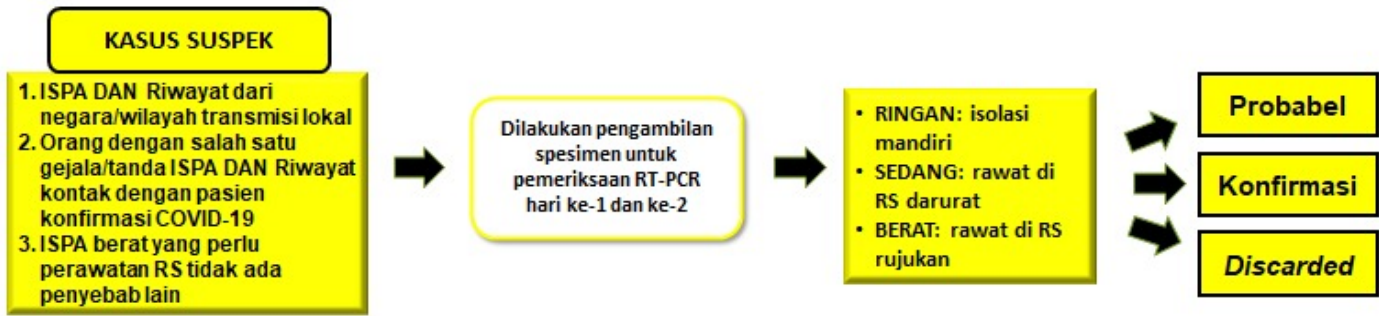 KASUS SUSPEK
1. ISPA DAN Riwayat dari
negara/wilayah transmisi lokal
2. Orang dengan salah satu
gejala/tanda ISPA DAN Riwayat
kontak dengan pasien
konfirmasi COVID-19
3. ISPA berat yang perlu
perawatan RS tidak ada
penyebab lain
Dilakukan pengambilan
spesimen untuk
pemeriksaan RT-PCR
hari ke-1 dan ke-2
• RINGAN: isolasi
mandiri
• SEDANG: rawat di
RS darurat
• BERAT: rawat di RS
rujukan
Probabel
Konfirmasi
Discarded